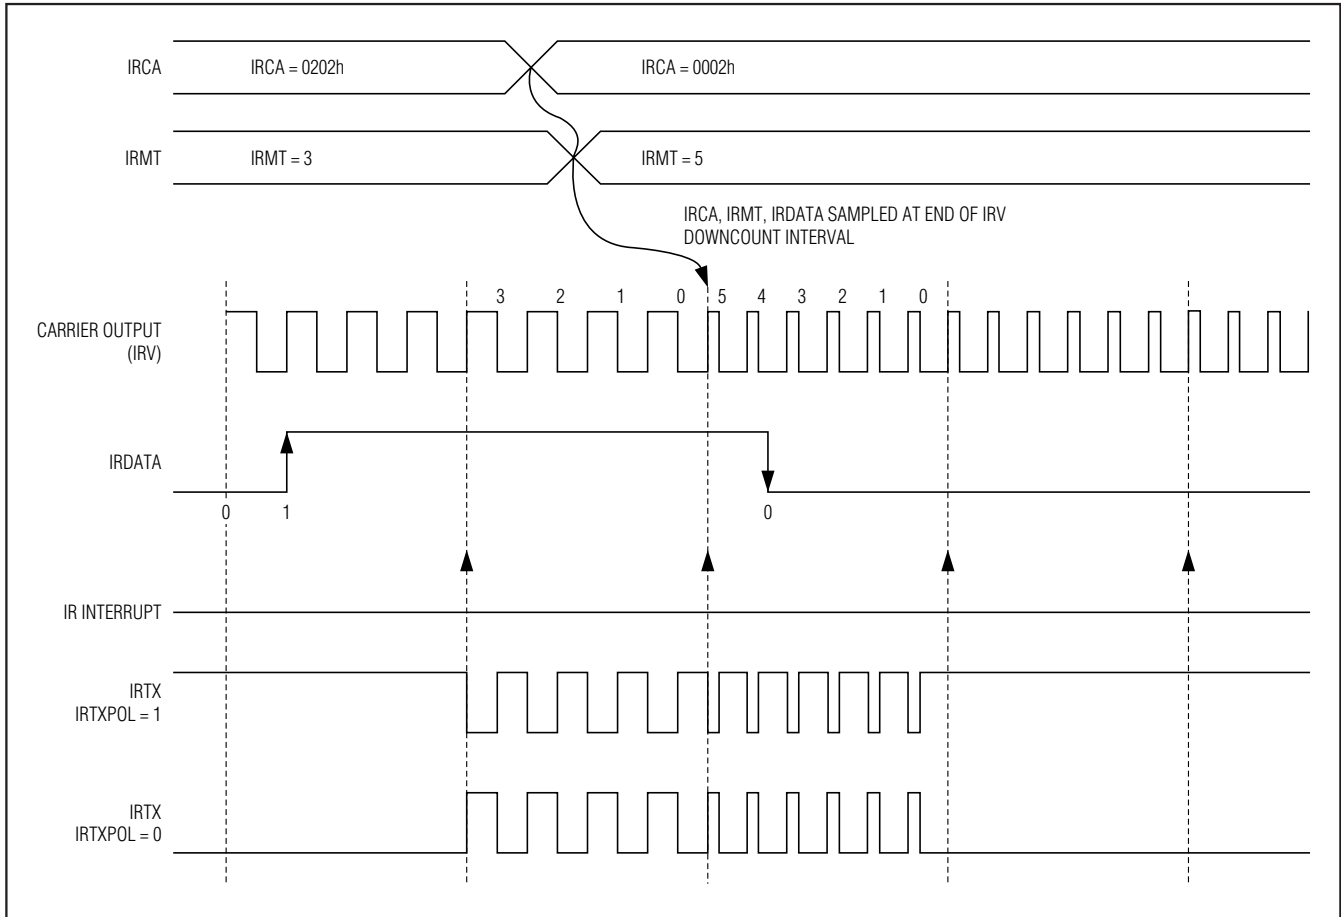 IRCA
IRCA = 0202h
IRCA = 0002h
IRMT
IRMT = 3
IRMT = 5
IRCA, IRMT, IRDATA SAMPLED AT END OF IRV
DOWNCOUNT INTERVAL
3 2 1 0 5 4 3 2 1 0
CARRIER OUTPUT
(IRV)
IRDATA
0 1 0
IR INTERRUPT
IRTX
IRTXPOL = 1
IRTX
IRTXPOL = 0